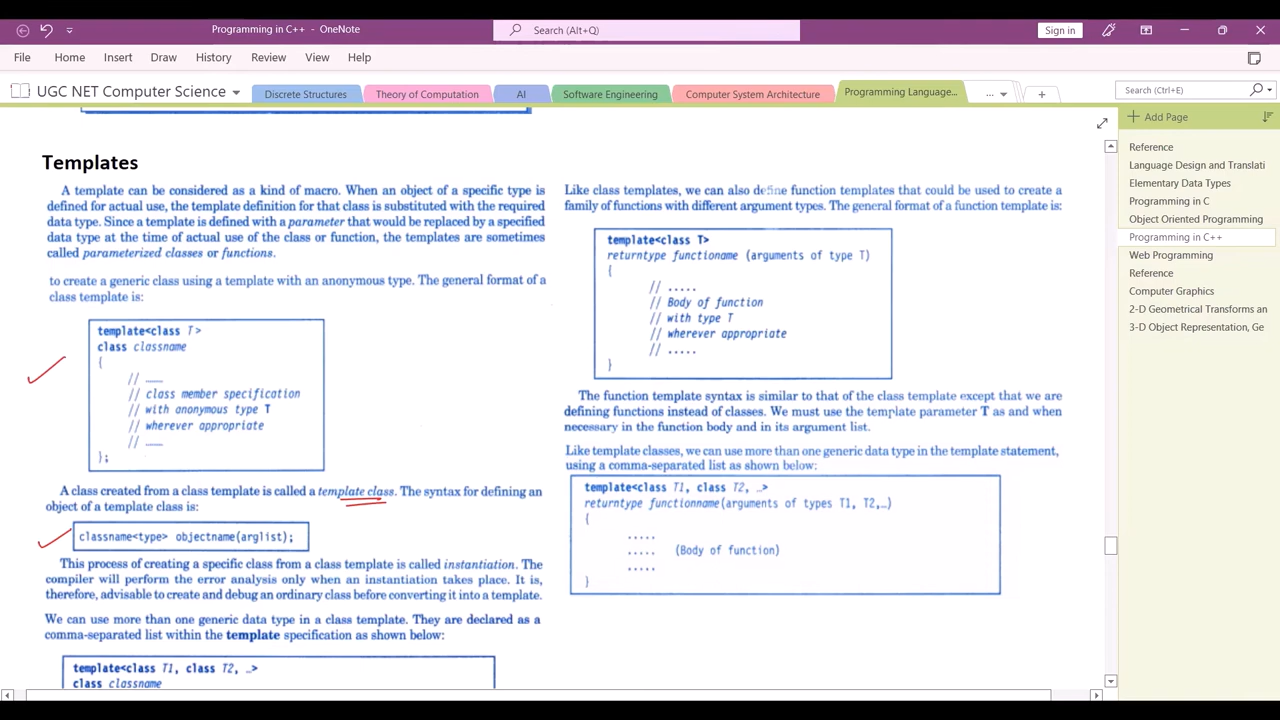 Programming in C++ - OneNote
Search (Alt+Q)
Sign in
File Home Insert Draw History Review View Help
UGC NET Computer Science
Discrete Structures
Theory of Computation
AI
Software Engineering
Computer System Architecture
Programming Language...
...
Search (Ctrl+E)
Templates
A template can be considered as a kind of macro. When an object of a specific type is
defined for actual use, the template definition for that class is substituted with the required
data type. Since a template is defined with a parameter that would be replaced by a specified
data type at the time of actual use of the class or function, the templates are sometimes
called parameterized classes or functions.
to create a generic class using a template with an anonymous type. The general format of a
class template is:
template<class T>
class classname
{
// ......
// class member specification
// with anonymous type T
// wherever appropriate
// ......
};
A class created from a class template is called a template class. The syntax for defining an
object of a template class is:
classname<type> objectname(arglist);
This process of creating a specific class from a class template is called instantiation. The
compiler will perform the error analysis only when an instantiation takes place. It is,
therefore, advisable to create and debug an ordinary class before converting it into a template.
We can use more than one generic data type in a class template. They are declared as a
comma-separated list within the template specification as shown below:
template<class T1, class T2, …>
class classname
Like class templates, we can also define function templates that could be used to create a
family of functions with different argument types. The general format of a function template is:
template<class T>
returntype functioname (arguments of type T)
{
// .....
// Body of function
// with type T
// wherever appropriate
// .....
}
The function template syntax is similar to that of the class template except that we are
defining functions instead of classes. We must use the template parameter T as and when
necessary in the function body and in its argument list.
Like template classes, we can use more than one generic data type in the template statement,
using a comma-separated list as shown below:
template<class T1, class T2, …>
returntype functionname(arguments of types T1, T2,…)
{
.....
..... (Body of function)
.....
}
Add Page
Reference
Language Design and Translati
Elementary Data Types
Programming in C
Object Oriented Programming
Programming in C++
Web Programming
Reference
Computer Graphics
2-D Geometrical Transforms an
3-D Object Representation, Ge